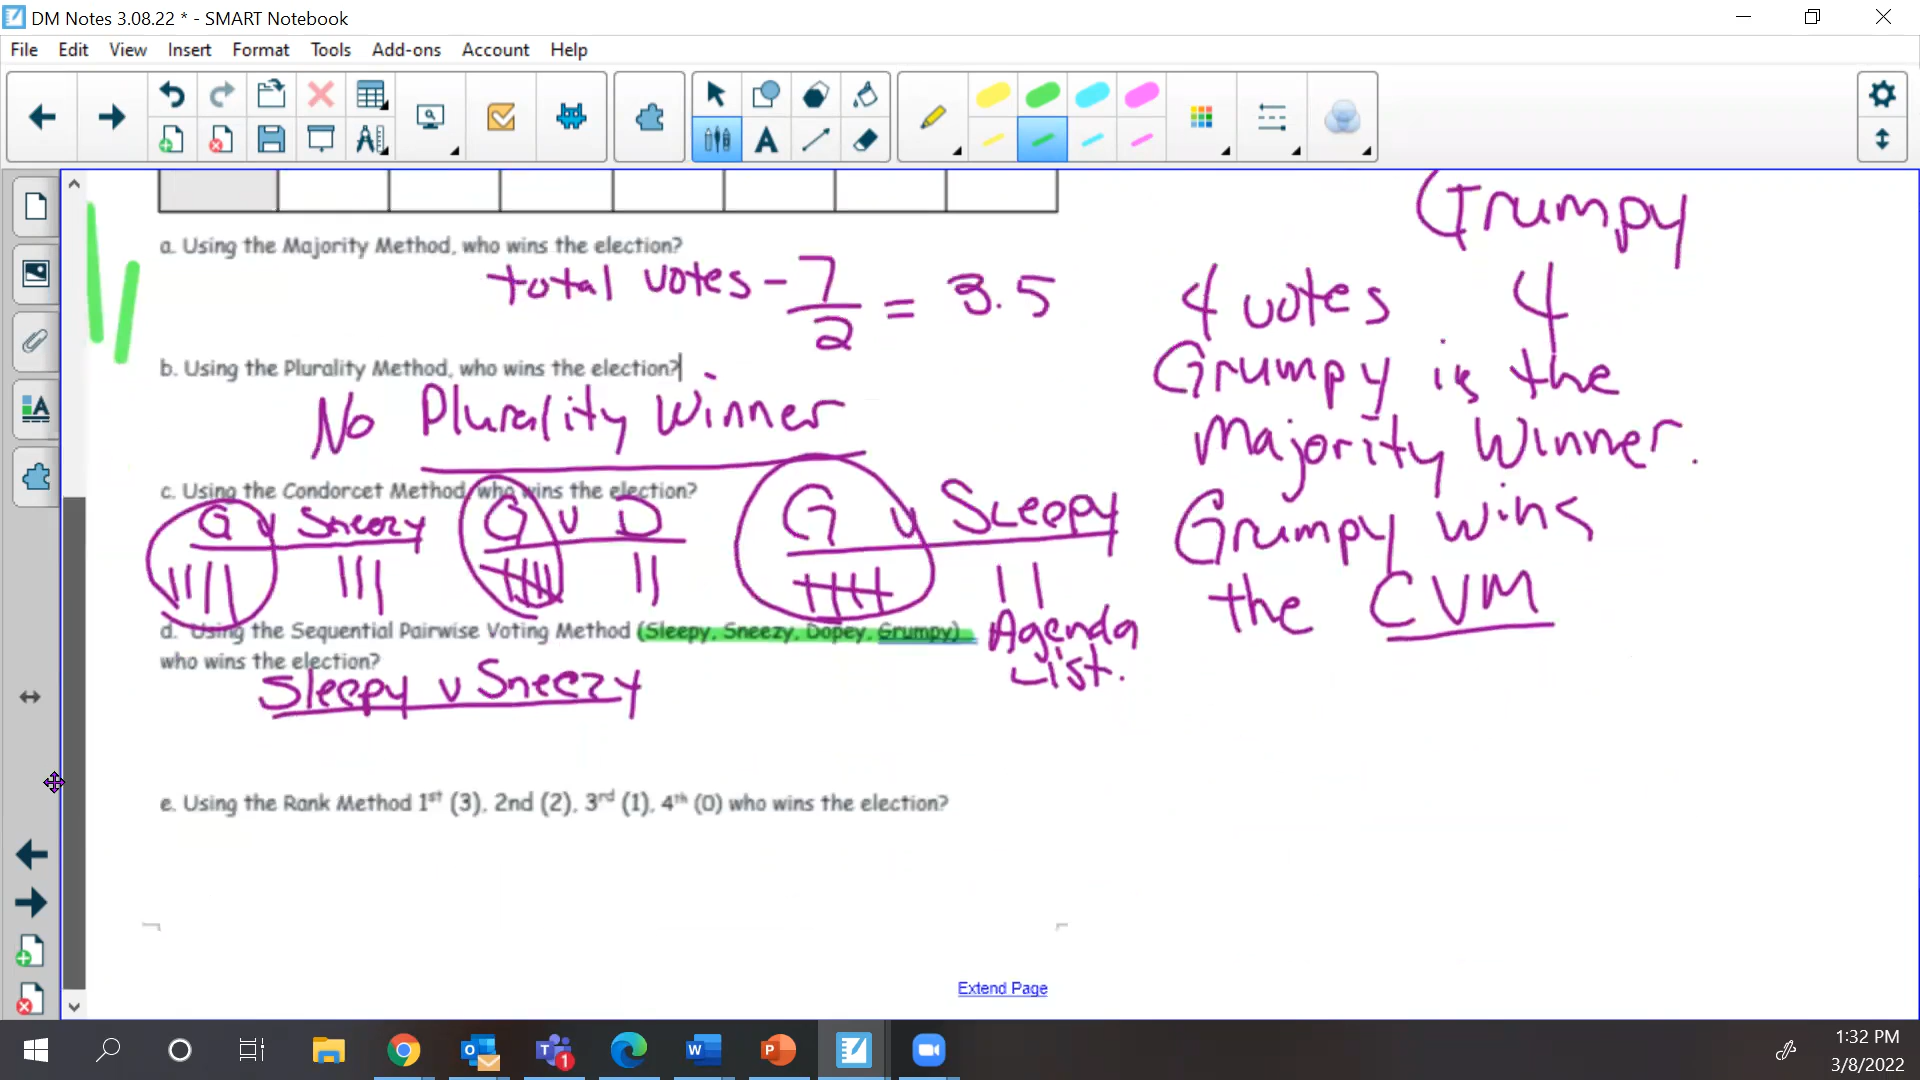 DM Notes 3.08.22 * - SMART Notebook
File Edit View Insert Format Tools Add-ons Account Help
Grumpy
a. Using the Majority Method, who wins the election?
total votes - 7/2 = 3.5
4 votes 4
b. Using the Plurality Method, who wins the election?
Grumpy is the
No Plurality Winner
Majority Winner.
c. Using the Condorcet Method, who wins the election?
G v Sneezy G v D G v Sleepy
Grumpy wins
the CVM
d. Using the Sequential Pairwise Voting Method (Sleepy, Sneezy, Dopey, Grumpy)
who wins the election?
Agenda
List.
Sleepy v Sneezy
e. Using the Rank Method 1st (3), 2nd (2), 3rd (1), 4th (0) who wins the election?
Extend Page
1:32 PM
3/8/2022